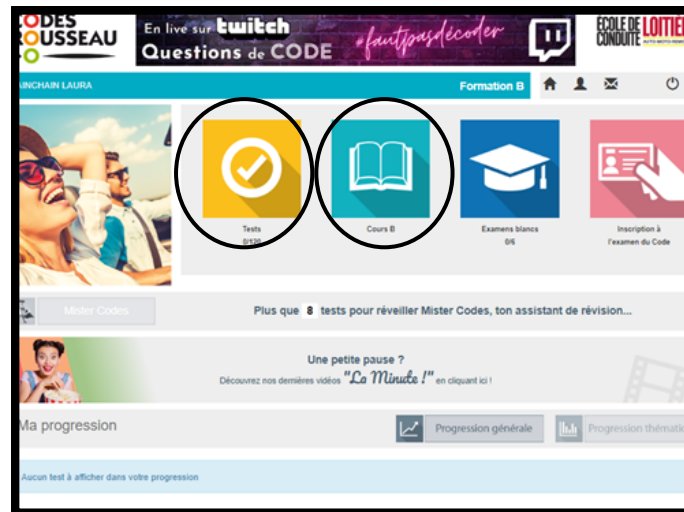 CODES
ROUSSEAU
En live sur twitch
Questions de CODE
#fautpasdécoder
ÉCOLE DE
CONDUITE
AINCHAIN LAURA
Formation B
Tests
0/120
Cours B
Examens blancs
0/6
Inscription à
l'examen du Code
Mister Codes
Plus que 8 tests pour réveiller Mister Codes, ton assistant de révision...
Une petite pause ?
Découvrez nos dernières vidéos "La Minute !" en cliquant ici !
Ma progression
Progression générale
Progression thémati
Aucun test à afficher dans votre progression